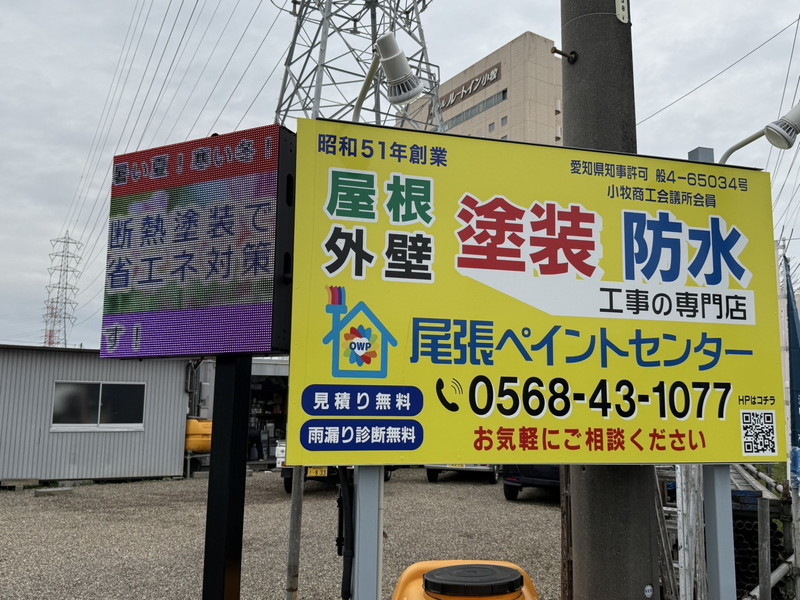 ルートイン小牧
暑い夏！寒い冬！
断熱塗装で
省エネ対策
す！
昭和51年創業
愛知県知事許可 般4-65034号
小牧商工会議所会員
屋根
外壁
塗装 防水
工事の専門店
OWP
尾張ペイントセンター
見積り無料
雨漏り診断無料
0568-43-1077
お気軽にご相談ください
HPはコチラ